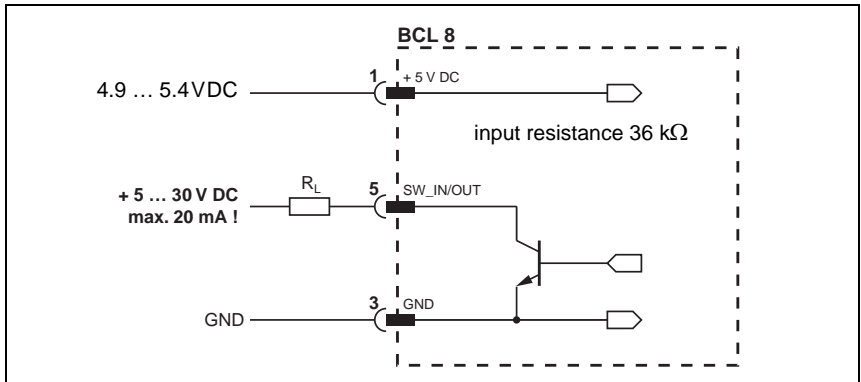 BCL 8
4.9 … 5.4VDC
1
+ 5 V DC
input resistance 36 kΩ
+ 5 … 30 V DC
max. 20 mA !
R_L
5
SW_IN/OUT
GND
3
GND